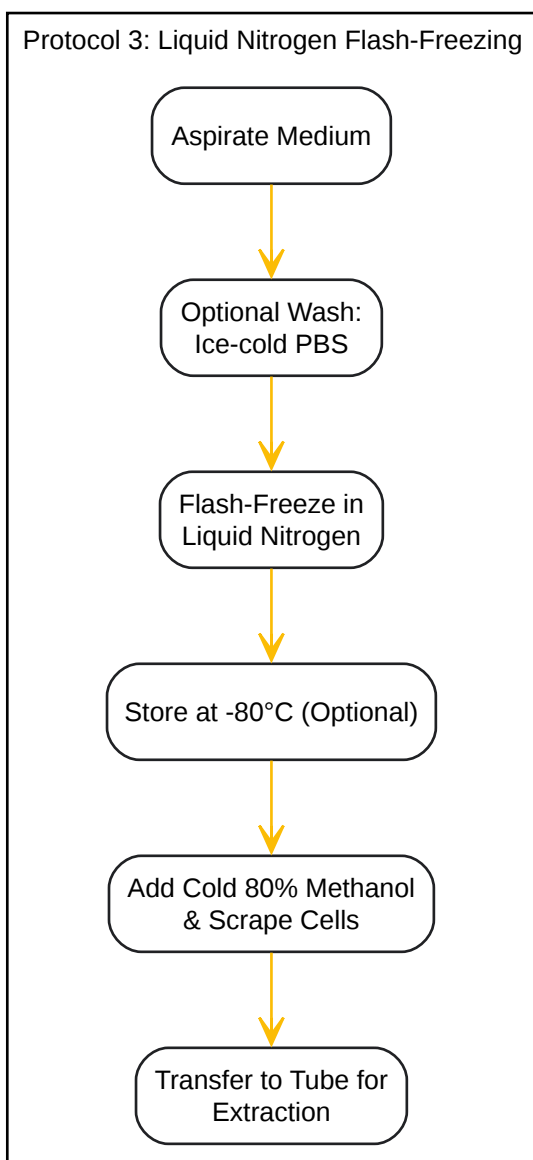 Protocol 3: Liquid Nitrogen Flash-Freezing
Aspirate Medium
Optional Wash:
Ice-cold PBS
Flash-Freeze in
Liquid Nitrogen
Store at -80°C (Optional)
Add Cold 80% Methanol
& Scrape Cells
Transfer to Tube for
Extraction